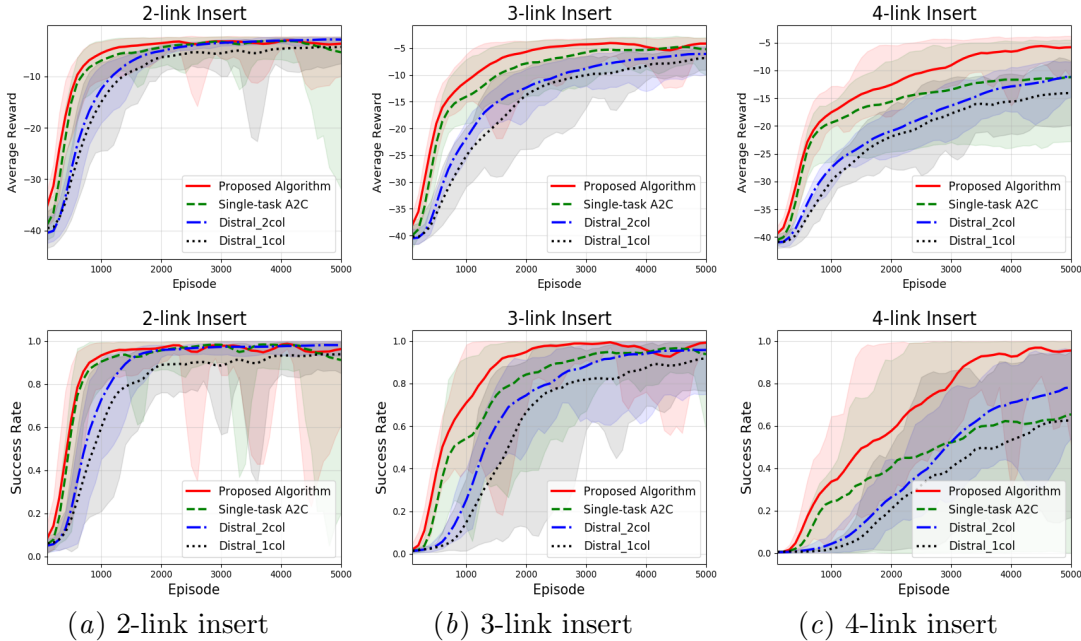 2-link Insert
−10
−20
−30
−40
Average Reward
1000 2000 3000 4000 5000
Episode
Proposed Algorithm
Single-task A2C
Distral_2col
Distral_1col
3-link Insert
−5
−10
−15
−20
−25
−30
−35
−40
Average Reward
1000 2000 3000 4000 5000
Episode
Proposed Algorithm
Single-task A2C
Distral_2col
Distral_1col
4-link Insert
−5
−10
−15
−20
−25
−30
−35
−40
Average Reward
1000 2000 3000 4000 5000
Episode
Proposed Algorithm
Single-task A2C
Distral_2col
Distral_1col
2-link Insert
1.0
0.8
0.6
0.4
0.2
0.0
Success Rate
1000 2000 3000 4000 5000
Episode
Proposed Algorithm
Single-task A2C
Distral_2col
Distral_1col
3-link Insert
1.0
0.8
0.6
0.4
0.2
0.0
Success Rate
1000 2000 3000 4000 5000
Episode
Proposed Algorithm
Single-task A2C
Distral_2col
Distral_1col
4-link Insert
1.0
0.8
0.6
0.4
0.2
0.0
Success Rate
1000 2000 3000 4000 5000
Episode
Proposed Algorithm
Single-task A2C
Distral_2col
Distral_1col
(a) 2-link insert
(b) 3-link insert
(c) 4-link insert